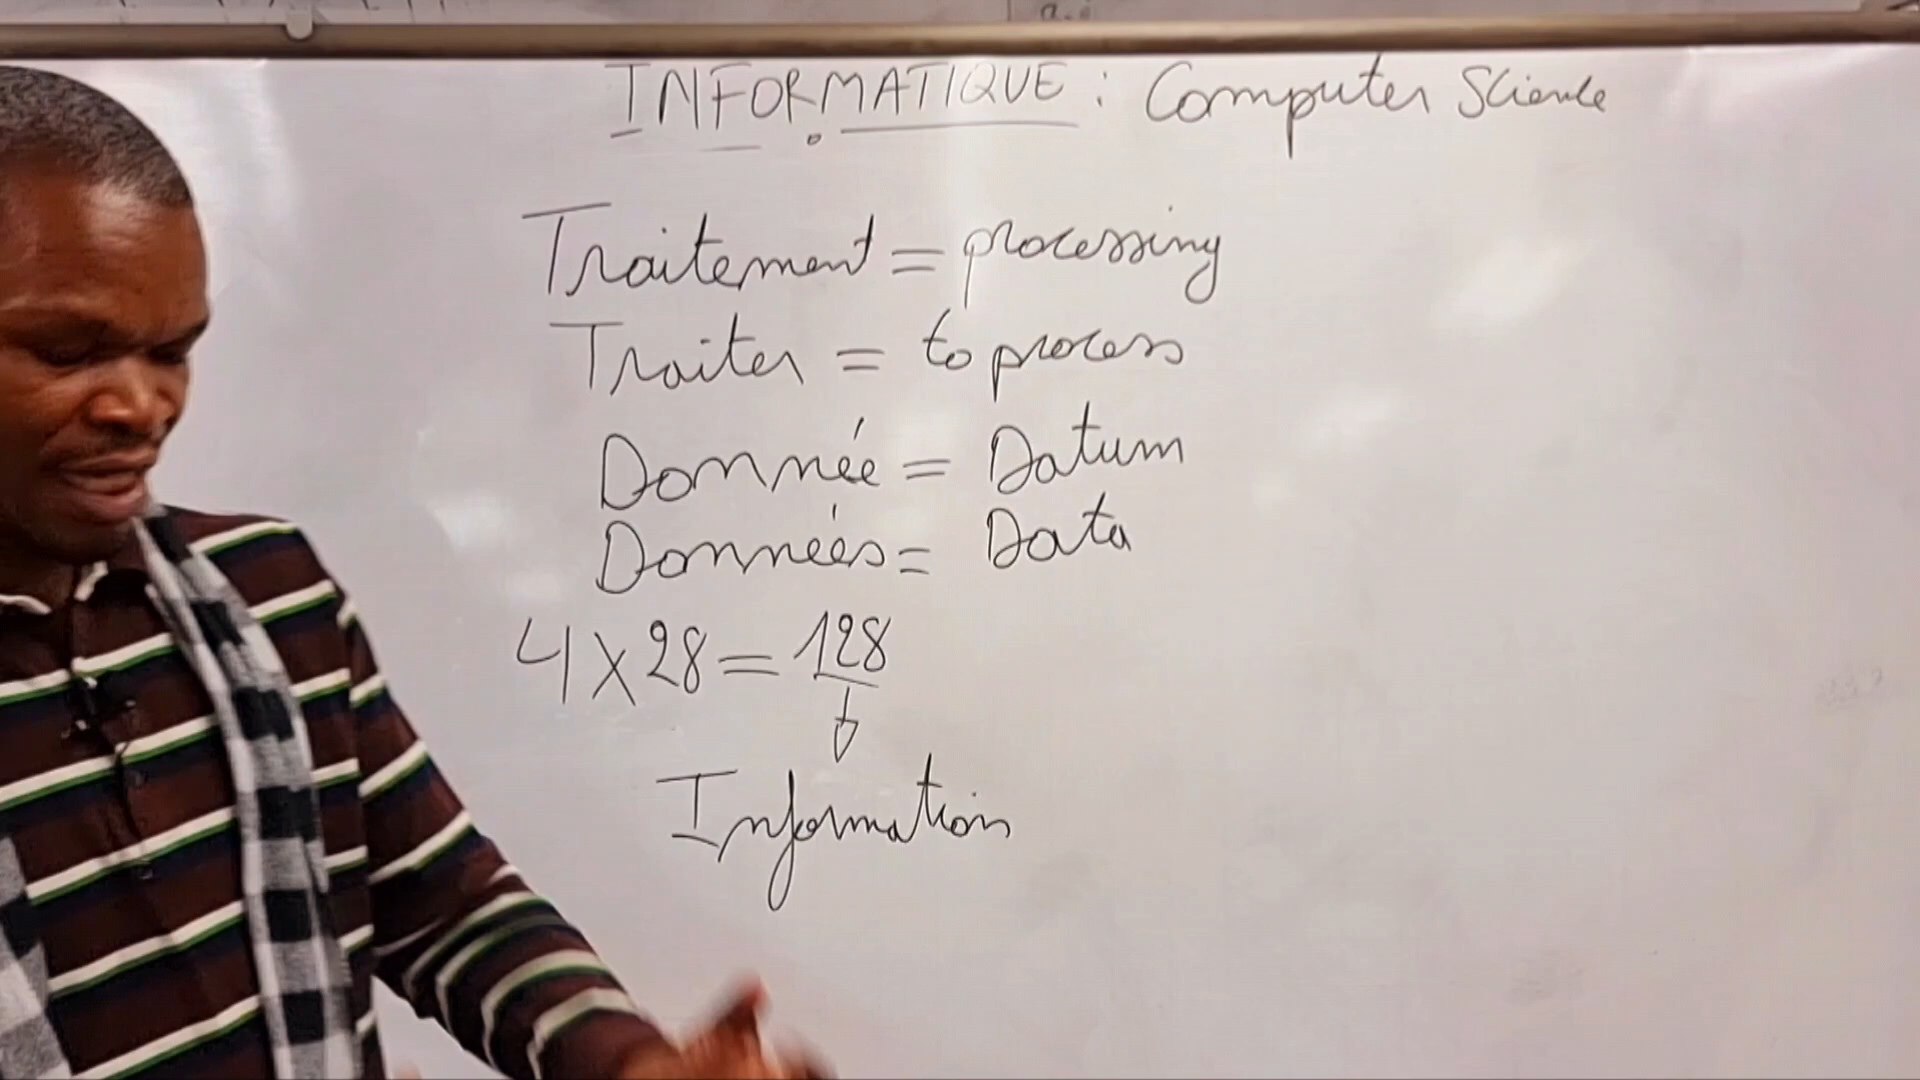 INFORMATIQUE : Computer Science
Traitement = processing
Traiter = to process
Donnée = Datum
Données = Data
4 X 28 = 128
Information